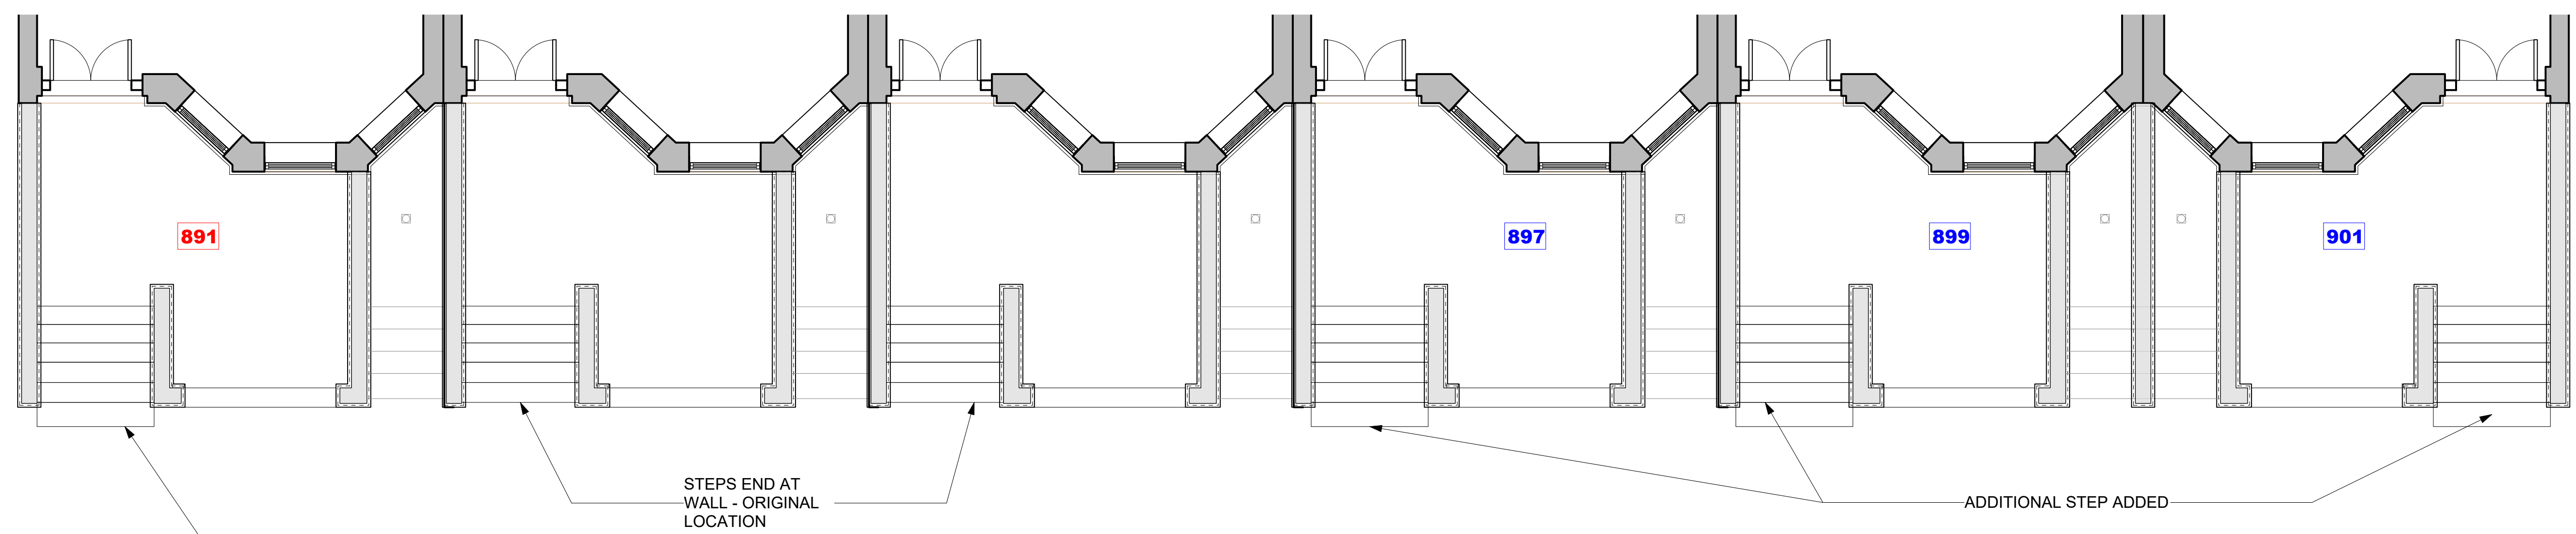 891
897
899
901
STEPS END AT
WALL - ORIGINAL
LOCATION
ADDITIONAL STEP ADDED